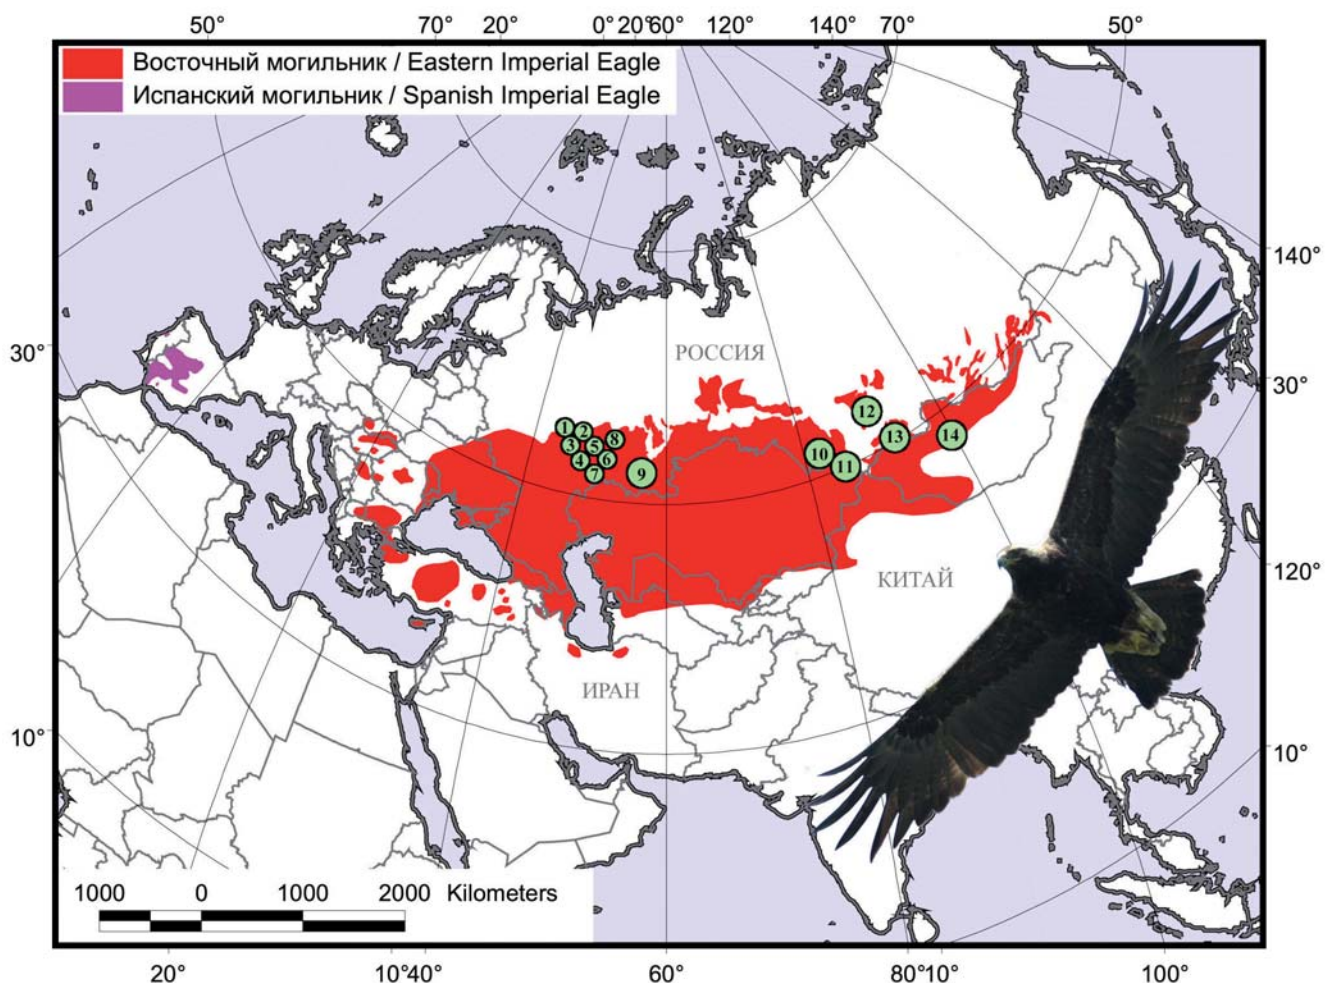 50° 70° 20° 0° 20° 60° 120° 140° 70° 50°
Восточный могильник / Eastern Imperial Eagle
Испанский могильник / Spanish Imperial Eagle
140°
30°
РОССИЯ
30°
1 2 3 8 5 4 6 7 9
12
13 14
10 11
120°
КИТАЙ
ИРАН
10°
10°
1000 0 1000 2000 Kilometers
20° 10° 40° 60° 80° 10° 100°